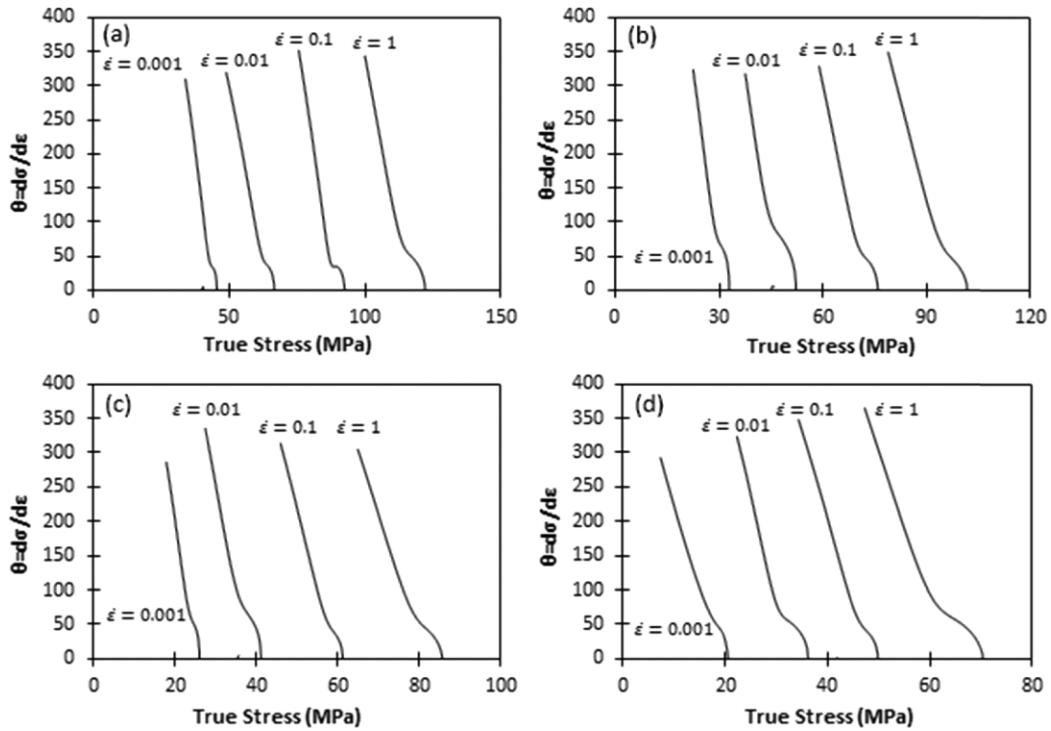 (a)
400
350
300
250
200
150
100
50
0
θ=dσ/dε
ε̇ = 0.001
ε̇ = 0.01
ε̇ = 0.1
ε̇ = 1
0 50 100 150
True Stress (MPa)
(b)
400
350
300
250
200
150
100
50
0
θ=dσ/dε
ε̇ = 0.01
ε̇ = 0.1
ε̇ = 1
ε̇ = 0.001
0 30 60 90 120
True Stress (MPa)
(c)
400
350
300
250
200
150
100
50
0
θ=dσ/dε
ε̇ = 0.01
ε̇ = 0.1
ε̇ = 1
ε̇ = 0.001
0 20 40 60 80 100
True Stress (MPa)
(d)
400
350
300
250
200
150
100
50
0
θ=dσ/dε
ε̇ = 0.01
ε̇ = 0.1
ε̇ = 1
ε̇ = 0.001
0 20 40 60 80
True Stress (MPa)